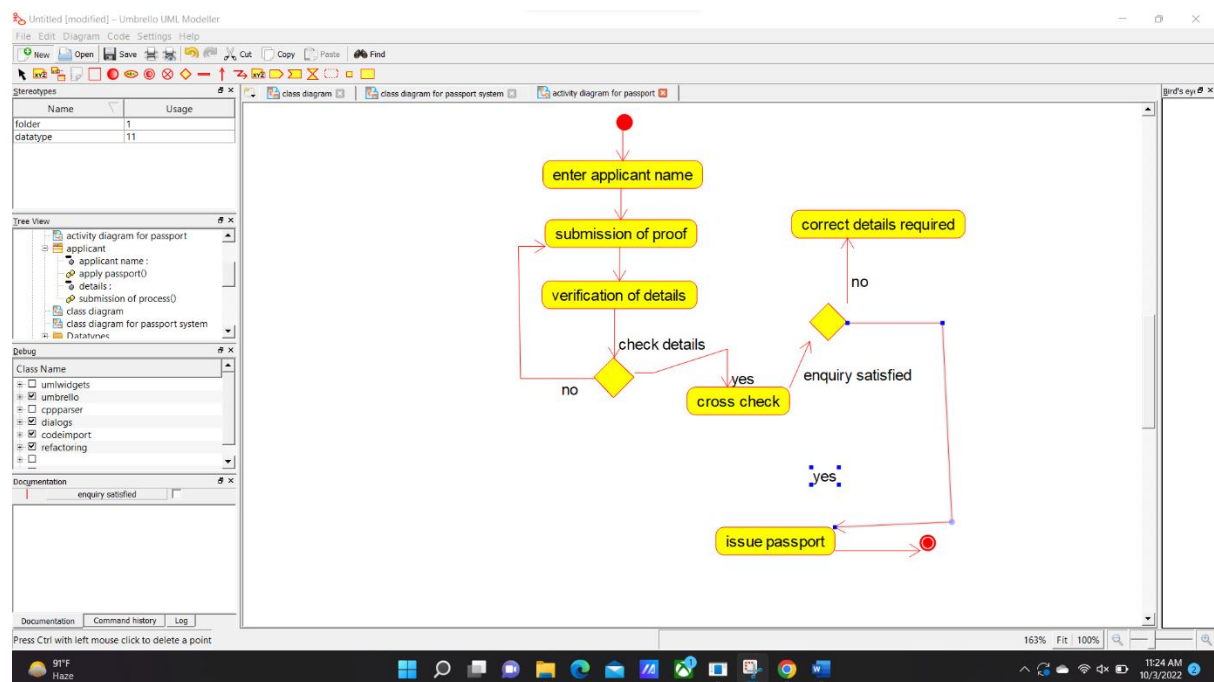 Untitled [modified] – Umbrello UML Modeller
File Edit Diagram Code Settings Help
New Open Save Cut Copy Paste Find
Stereotypes
Name Usage
folder 1
datatype 11
Tree View
activity diagram for passport
applicant
applicant name :
apply passport()
details :
submission of process()
class diagram
class diagram for passport system
Datatypes
Debug
Class Name
umlwidgets
umbrello
cppparser
dialogs
codeimport
refactoring
Documentation
enquiry satisfied
Documentation Command history Log
Press Ctrl with left mouse click to delete a point
class diagram class diagram for passport system activity diagram for passport
enter applicant name
submission of proof
verification of details
check details
no
yes
cross check
enquiry satisfied
correct details required
no
yes
issue passport
Bird's eye
163% Fit 100%
91°F
Haze
11:24 AM
10/3/2022
2